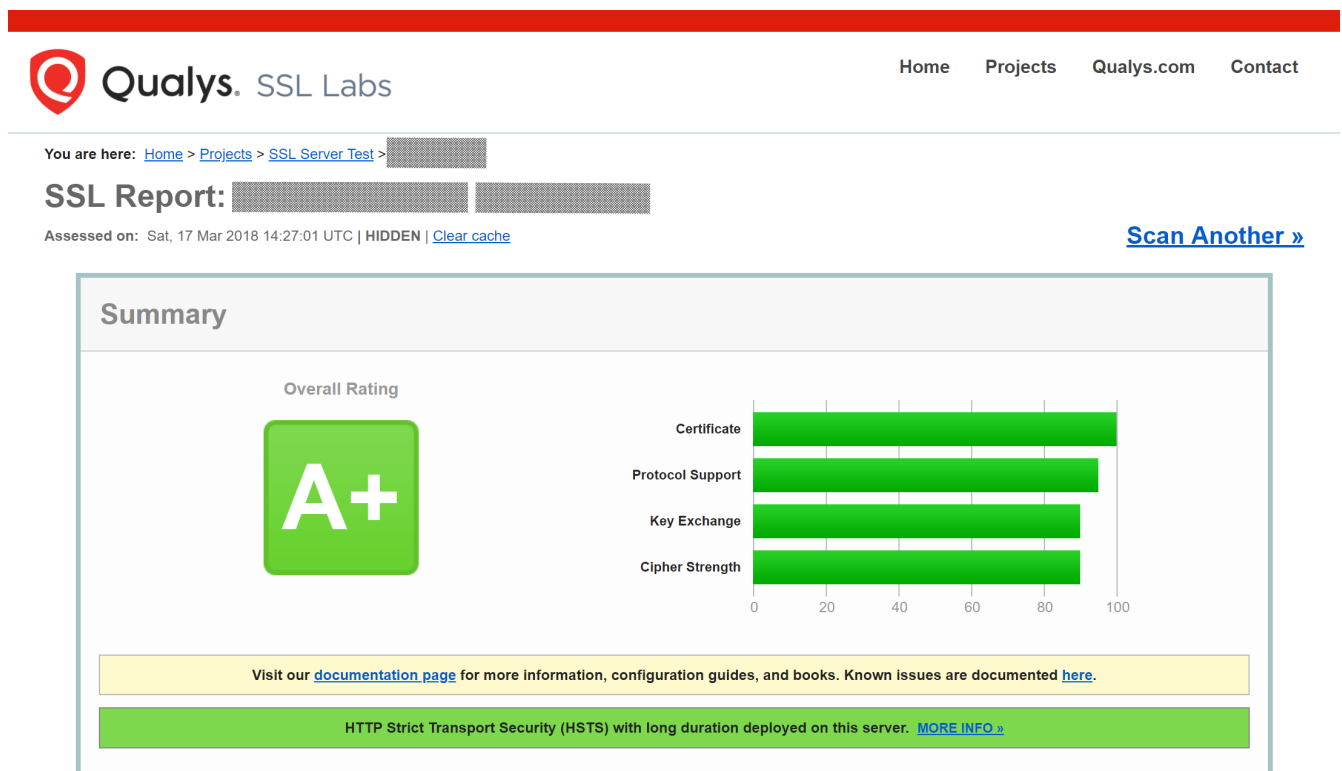 Qualys. SSL Labs
Home Projects Qualys.com Contact
You are here: Home > Projects > SSL Server Test >
SSL Report:
Assessed on: Sat, 17 Mar 2018 14:27:01 UTC | HIDDEN | Clear cache
Scan Another »
Summary
Overall Rating
A+
Certificate
Protocol Support
Key Exchange
Cipher Strength
0 20 40 60 80 100
Visit our documentation page for more information, configuration guides, and books. Known issues are documented here.
HTTP Strict Transport Security (HSTS) with long duration deployed on this server. MORE INFO »